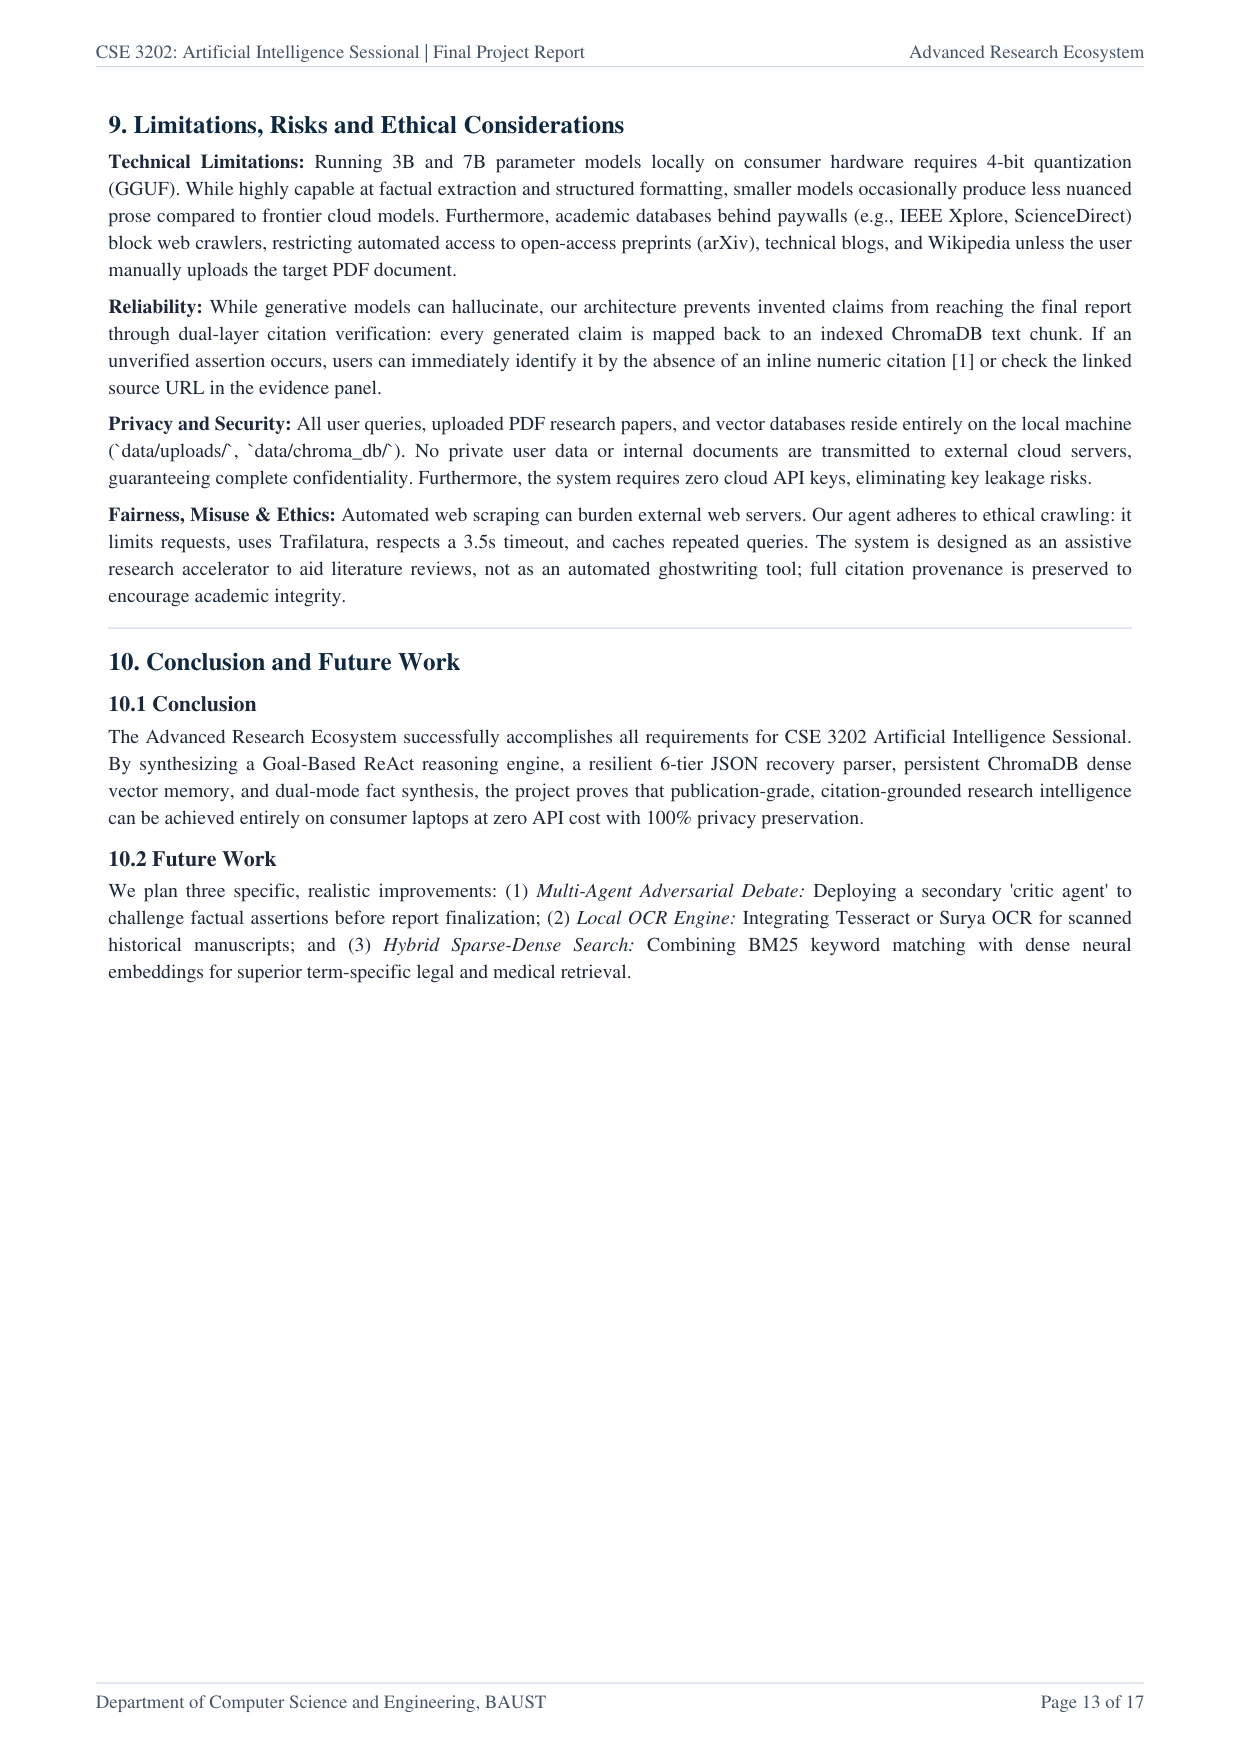 CSE 3202: Artificial Intelligence Sessional | Final Project Report
Advanced Research Ecosystem
9. Limitations, Risks and Ethical Considerations
Technical Limitations: Running 3B and 7B parameter models locally on consumer hardware requires 4-bit quantization
(GGUF). While highly capable at factual extraction and structured formatting, smaller models occasionally produce less nuanced
prose compared to frontier cloud models. Furthermore, academic databases behind paywalls (e.g., IEEE Xplore, ScienceDirect)
block web crawlers, restricting automated access to open-access preprints (arXiv), technical blogs, and Wikipedia unless the user
manually uploads the target PDF document.
Reliability: While generative models can hallucinate, our architecture prevents invented claims from reaching the final report
through dual-layer citation verification: every generated claim is mapped back to an indexed ChromaDB text chunk. If an
unverified assertion occurs, users can immediately identify it by the absence of an inline numeric citation [1] or check the linked
source URL in the evidence panel.
Privacy and Security: All user queries, uploaded PDF research papers, and vector databases reside entirely on the local machine
(`data/uploads/`, `data/chroma_db/`). No private user data or internal documents are transmitted to external cloud servers,
guaranteeing complete confidentiality. Furthermore, the system requires zero cloud API keys, eliminating key leakage risks.
Fairness, Misuse & Ethics: Automated web scraping can burden external web servers. Our agent adheres to ethical crawling: it
limits requests, uses Trafilatura, respects a 3.5s timeout, and caches repeated queries. The system is designed as an assistive
research accelerator to aid literature reviews, not as an automated ghostwriting tool; full citation provenance is preserved to
encourage academic integrity.
10. Conclusion and Future Work
10.1 Conclusion
The Advanced Research Ecosystem successfully accomplishes all requirements for CSE 3202 Artificial Intelligence Sessional.
By synthesizing a Goal-Based ReAct reasoning engine, a resilient 6-tier JSON recovery parser, persistent ChromaDB dense
vector memory, and dual-mode fact synthesis, the project proves that publication-grade, citation-grounded research intelligence
can be achieved entirely on consumer laptops at zero API cost with 100% privacy preservation.
10.2 Future Work
We plan three specific, realistic improvements: (1) Multi-Agent Adversarial Debate: Deploying a secondary 'critic agent' to
challenge factual assertions before report finalization; (2) Local OCR Engine: Integrating Tesseract or Surya OCR for scanned
historical manuscripts; and (3) Hybrid Sparse-Dense Search: Combining BM25 keyword matching with dense neural
embeddings for superior term-specific legal and medical retrieval.
Department of Computer Science and Engineering, BAUST
Page 13 of 17